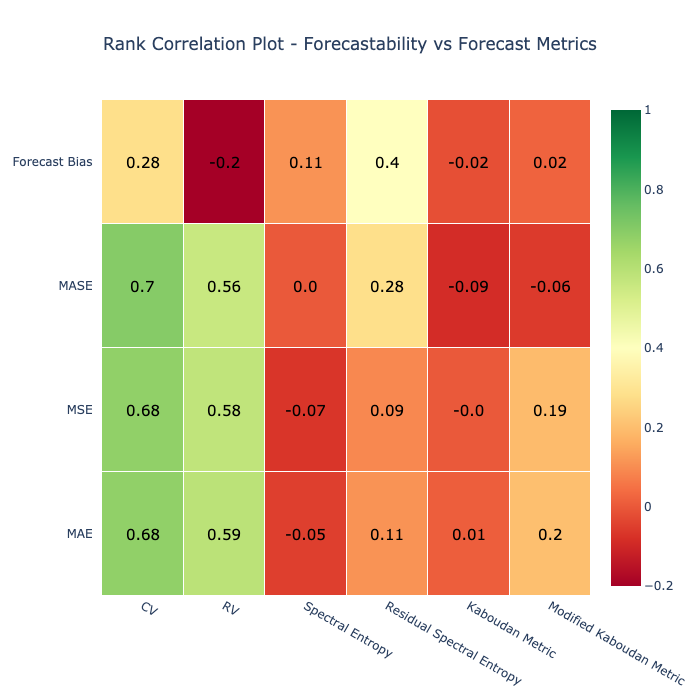 Rank Correlation Plot - Forecastability vs Forecast Metrics
1
Forecast Bias 0.28 -0.2 0.11 0.4 -0.02 0.02
0.8
MASE 0.7 0.56 0.0 0.28 -0.09 -0.06
0.6
0.4
MSE 0.68 0.58 -0.07 0.09 -0.0 0.19
0.2
0
MAE 0.68 0.59 -0.05 0.11 0.01 0.2
−0.2
CV
RV
Spectral Entropy
Residual Spectral Entropy
Kaboudan Metric
Modified Kaboudan Metric